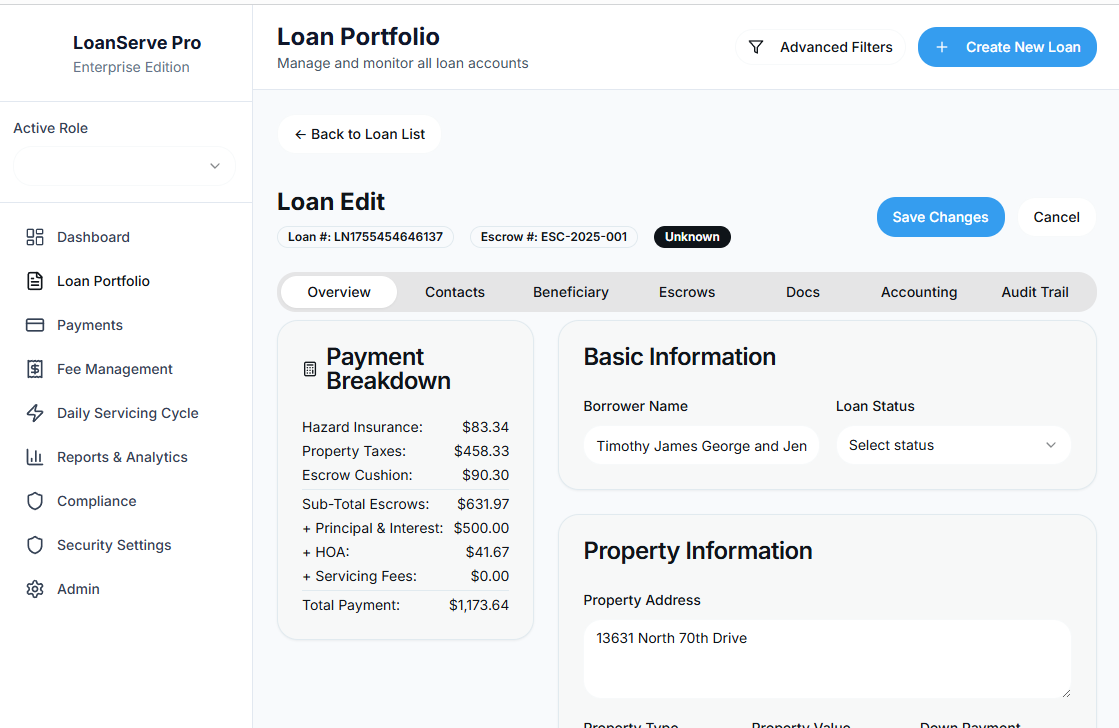 LoanServe Pro
Enterprise Edition
Active Role
Dashboard
Loan Portfolio
Payments
Fee Management
Daily Servicing Cycle
Reports & Analytics
Compliance
Security Settings
Admin
Loan Portfolio
Manage and monitor all loan accounts
Advanced Filters
+ Create New Loan
← Back to Loan List
Loan Edit
Loan #: LN1755454646137
Escrow #: ESC-2025-001
Unknown
Save Changes
Cancel
Overview
Contacts
Beneficiary
Escrows
Docs
Accounting
Audit Trail
Payment
Breakdown
Hazard Insurance: $83.34
Property Taxes: $458.33
Escrow Cushion: $90.30
Sub-Total Escrows: $631.97
+ Principal & Interest: $500.00
+ HOA: $41.67
+ Servicing Fees: $0.00
Total Payment: $1,173.64
Basic Information
Borrower Name
Timothy James George and Jen
Loan Status
Select status
Property Information
Property Address
13631 North 70th Drive
Property Type
Property Value
Down Payment